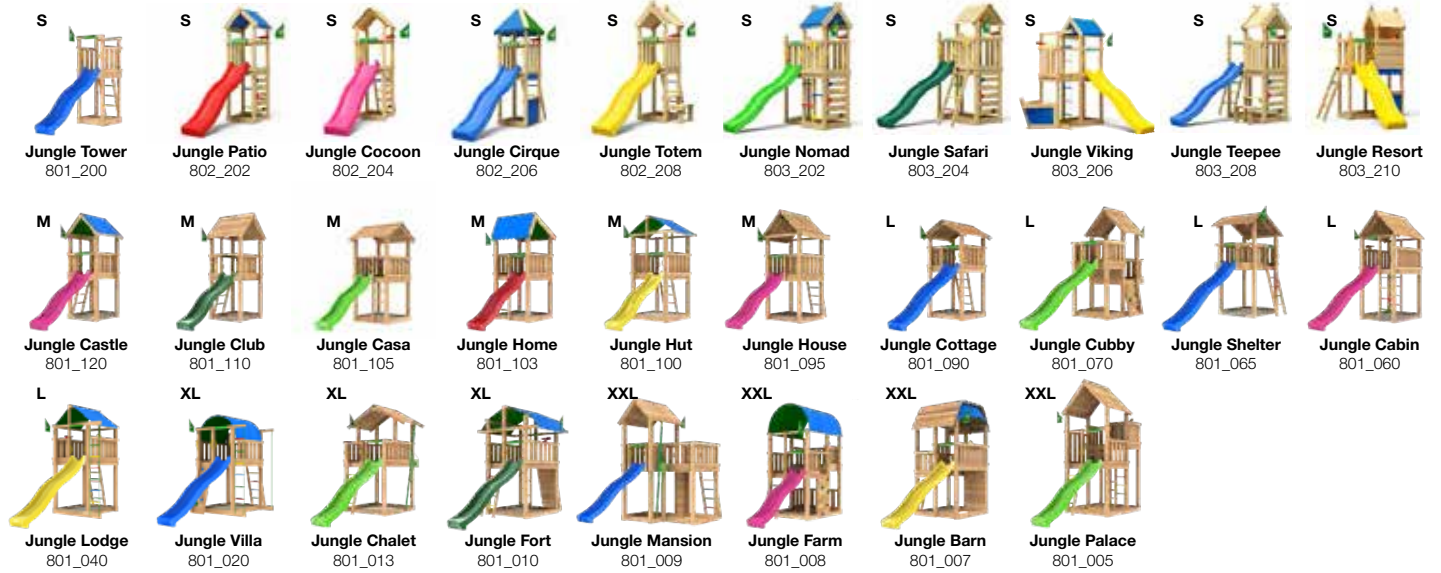 S S S S S S S S S S
Jungle Tower Jungle Patio Jungle Cocoon Jungle Cirque Jungle Totem Jungle Nomad Jungle Safari Jungle Viking Jungle Teepee Jungle Resort
801_200 802_202 802_204 802_206 802_208 803_202 803_204 803_206 803_208 803_210
M M M M M M L L L L
Jungle Castle Jungle Club Jungle Casa Jungle Home Jungle Hut Jungle House Jungle Cottage Jungle Cubby Jungle Shelter Jungle Cabin
801_120 801_110 801_105 801_103 801_100 801_095 801_090 801_070 801_065 801_060
L XL XL XL XXL XXL XXL XXL
Jungle Lodge Jungle Villa Jungle Chalet Jungle Fort Jungle Mansion Jungle Farm Jungle Barn Jungle Palace
801_040 801_020 801_013 801_010 801_009 801_008 801_007 801_005